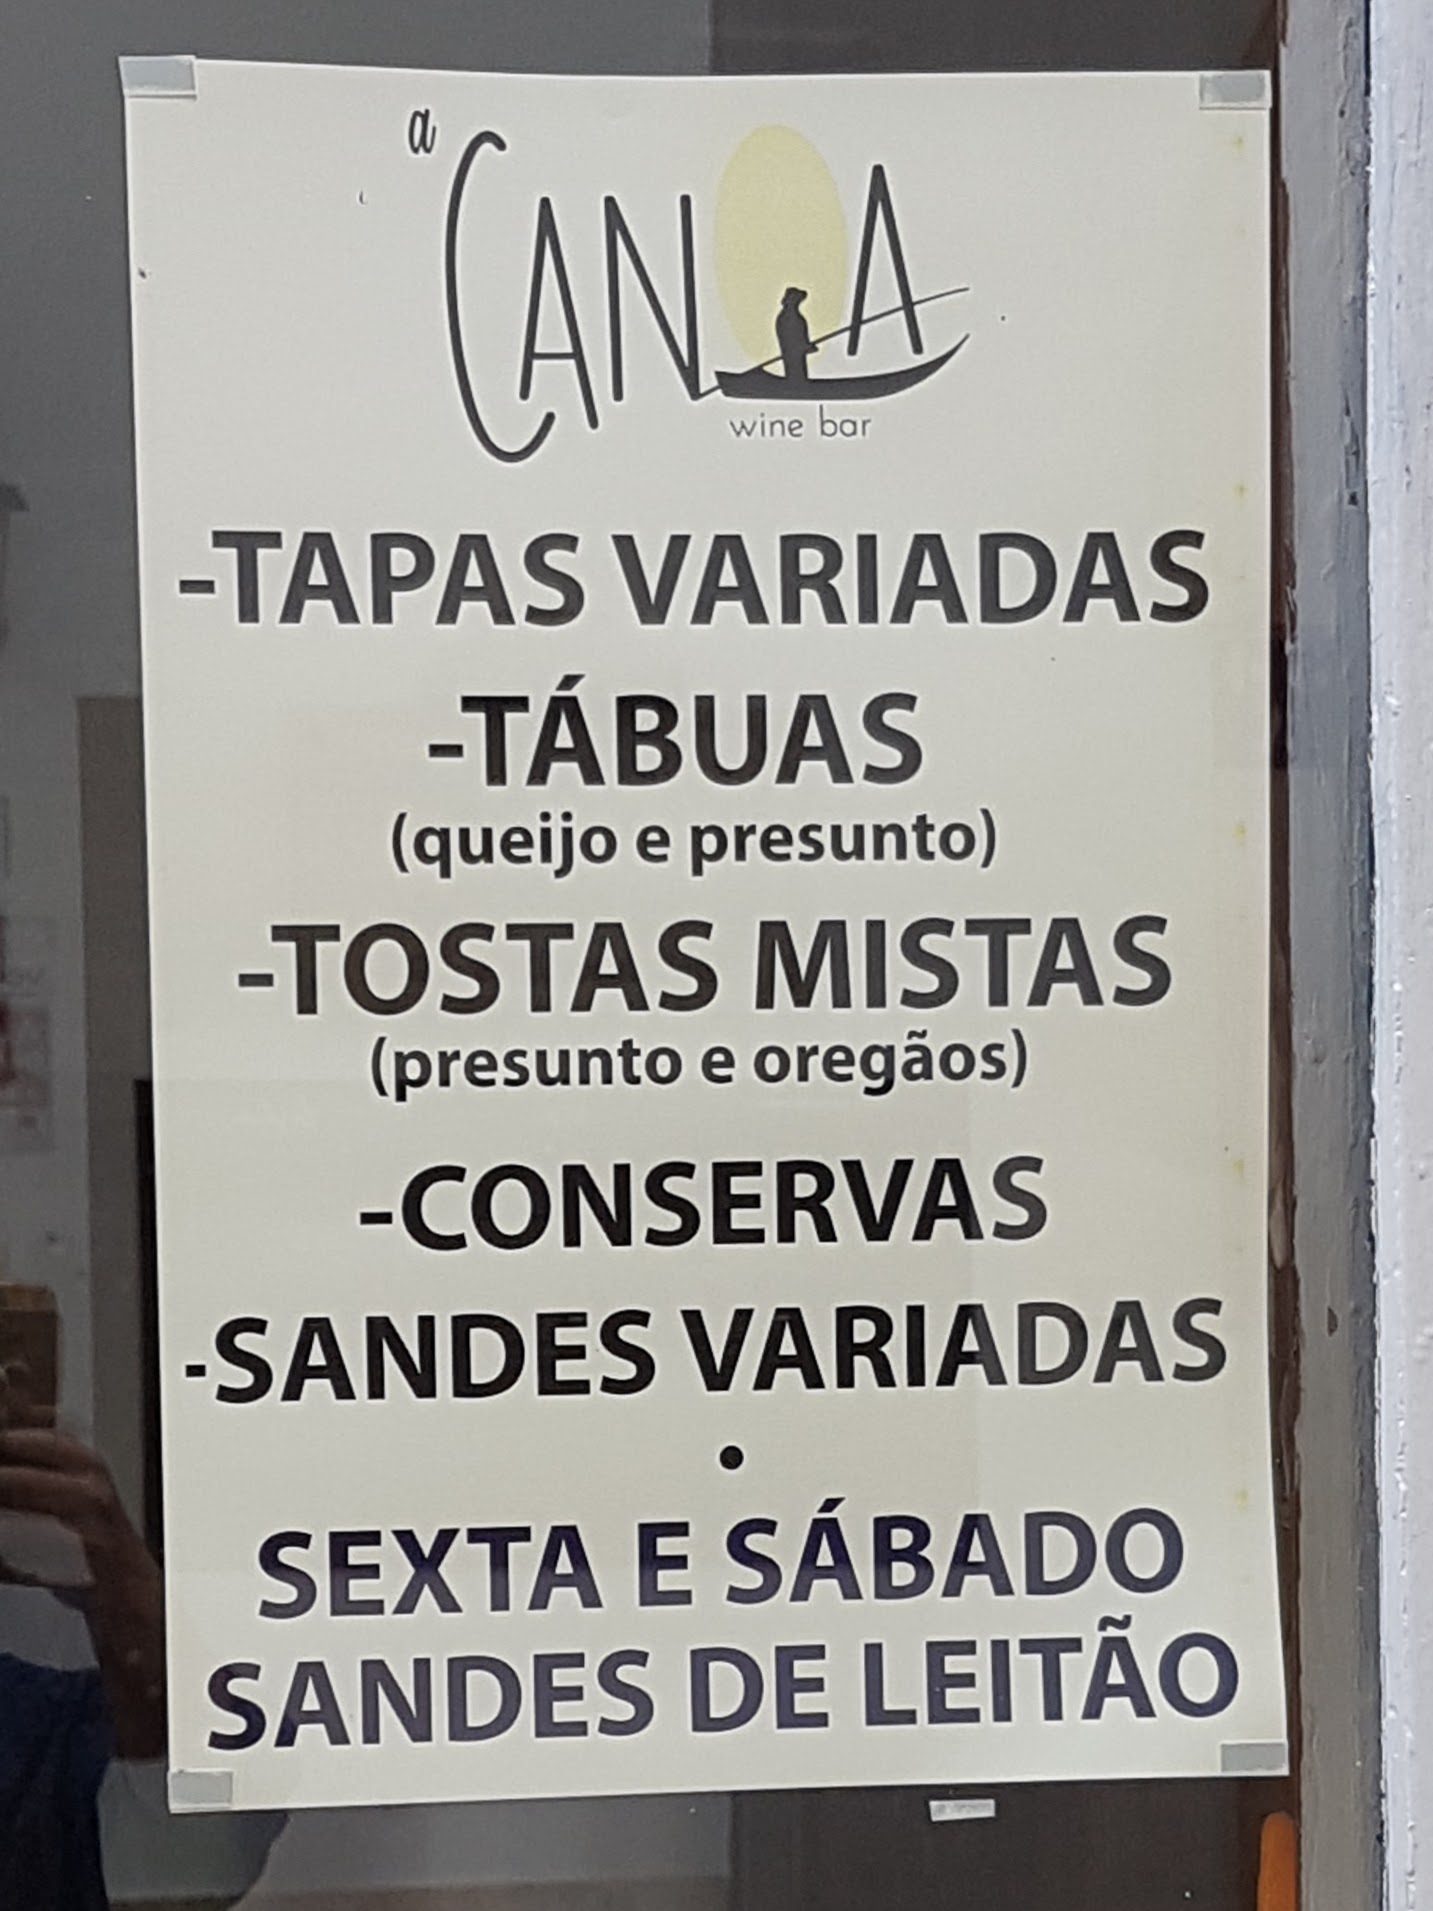 a
CANOA
wine bar
-TAPAS VARIADAS
-TÁBUAS
(queijo e presunto)
-TOSTAS MISTAS
(presunto e oregãos)
-CONSERVAS
-SANDES VARIADAS
•
SEXTA E SÁBADO
SANDES DE LEITÃO